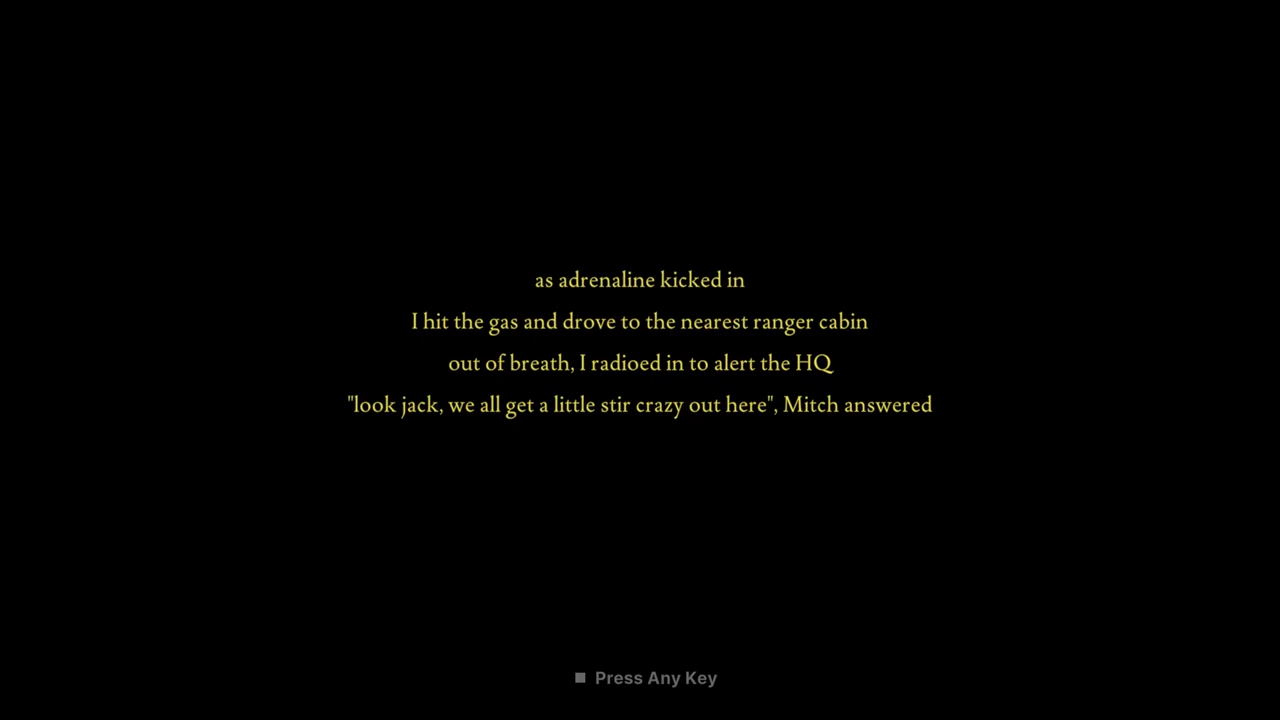 as adrenaline kicked in
I hit the gas and drove to the nearest ranger cabin
out of breath, I radioed in to alert the HQ
"look jack, we all get a little stir crazy out here", Mitch answered
Press Any Key